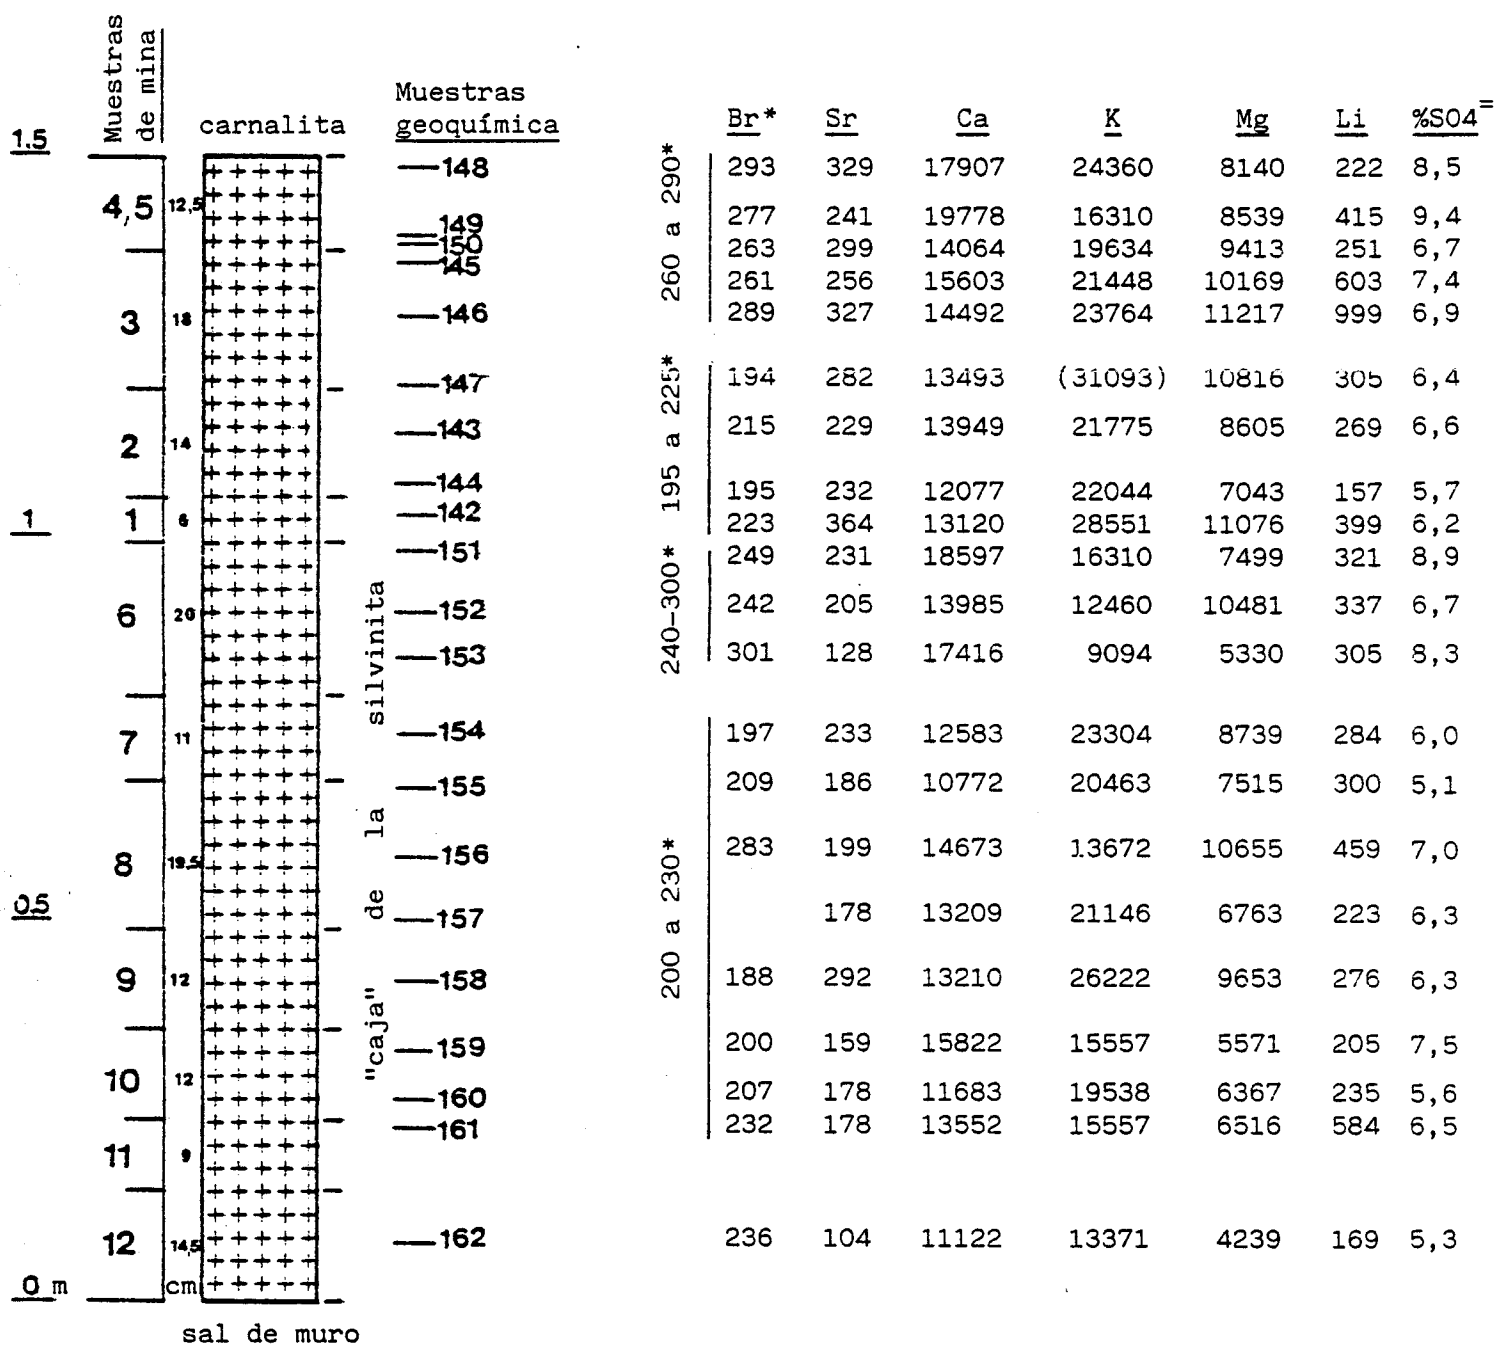 Muestras
de mina
carnalita
Muestras
geoquímica
Br* Sr Ca K Mg Li %SO4=
1.5
4,5 12,5
3 18
2 14
1 6
6 20
7 11
8 19,5
9 12
10 12
11 9
12 14,5
cm
1
0.5
0 m
"caja" de la silvinita
260 a 290*
148 293 329 17907 24360 8140 222 8,5
149 277 241 19778 16310 8539 415 9,4
150 263 299 14064 19634 9413 251 6,7
145 261 256 15603 21448 10169 603 7,4
146 289 327 14492 23764 11217 999 6,9
195 a 225*
147 194 282 13493 (31093) 10816 305 6,4
143 215 229 13949 21775 8605 269 6,6
144 195 232 12077 22044 7043 157 5,7
142 223 364 13120 28551 11076 399 6,2
240-300*
151 249 231 18597 16310 7499 321 8,9
152 242 205 13985 12460 10481 337 6,7
153 301 128 17416 9094 5330 305 8,3
200 a 230*
154 197 233 12583 23304 8739 284 6,0
155 209 186 10772 20463 7515 300 5,1
156 283 199 14673 13672 10655 459 7,0
157 178 13209 21146 6763 223 6,3
158 188 292 13210 26222 9653 276 6,3
159 200 159 15822 15557 5571 205 7,5
160 207 178 11683 19538 6367 235 5,6
161 232 178 13552 15557 6516 584 6,5
162 236 104 11122 13371 4239 169 5,3
sal de muro